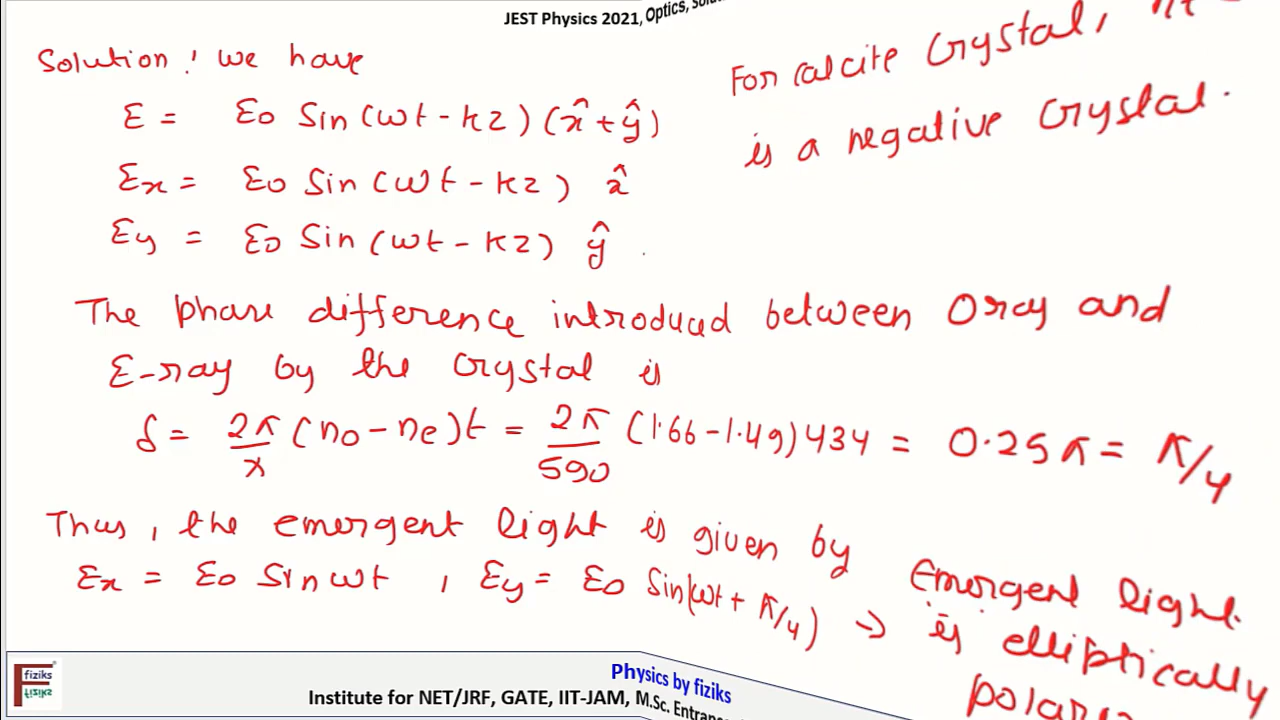 JEST Physics 2021, Optics,
Solution: we have
E = E0 Sin(ωt - kz) (x̂ + ŷ)
Ex = E0 Sin(ωt - kz) x̂
Ey = E0 Sin(ωt - kz) ŷ
For calcite Crystal,
is a negative Crystal.
The phase difference introduced between O ray and
E-ray by the crystal is
δ = 2π/λ (no - ne)t = 2π/590 (1.66 - 1.49) 434 = 0.25π = π/4
Thus, the emergent light is given by
Ex = E0 Sin ωt , Ey = E0 Sin(ωt + π/4) →
Emergent light
is elliptically
fiziks
fiziks
Physics by fiziks
Institute for NET/JRF, GATE, IIT-JAM, M.Sc.